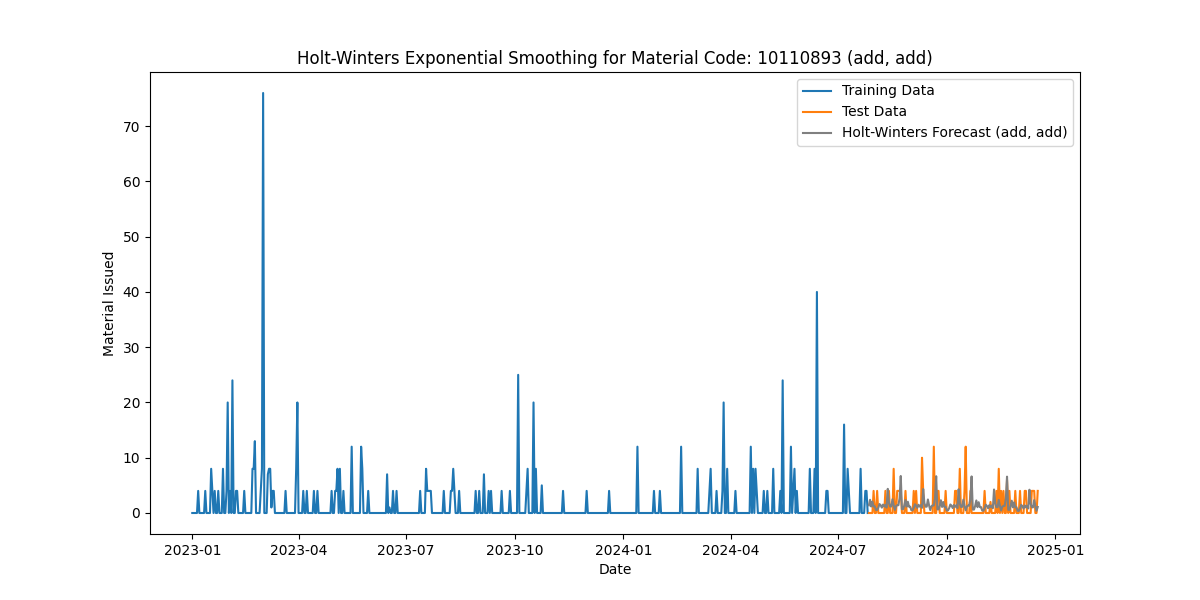 Holt-Winters Exponential Smoothing for Material Code: 10110893 (add, add)
Training Data
Test Data
Holt-Winters Forecast (add, add)
Material Issued
70
60
50
40
30
20
10
0
2023-01
2023-04
2023-07
2023-10
2024-01
2024-04
2024-07
2024-10
2025-01
Date